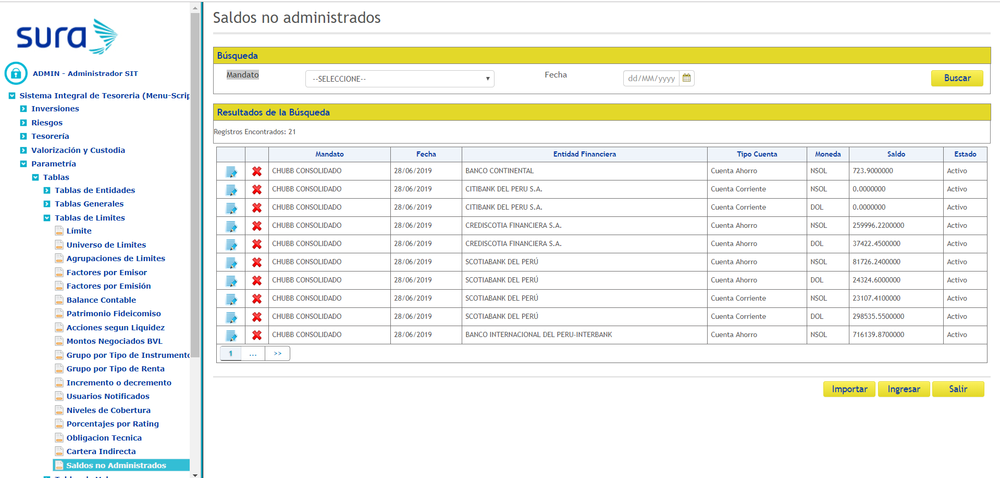 sura
ADMIN - Administrador SIT
Sistema Integral de Tesoreria (Menu-Scrip
Inversiones
Riesgos
Tesorería
Valorización y Custodia
Parametría
Tablas
Tablas de Entidades
Tablas Generales
Tablas de Limites
Límite
Universo de Limites
Agrupaciones de Limites
Factores por Emisor
Factores por Emisión
Balance Contable
Patrimonio Fideicomiso
Acciones segun Liquidez
Montos Negociados BVL
Grupo por Tipo de Instrumento
Grupo por Tipo de Renta
Incremento o decremento
Usuarios Notificados
Niveles de Cobertura
Porcentajes por Rating
Obligacion Tecnica
Cartera Indirecta
Saldos no Administrados
Saldos no administrados
Búsqueda
Mandato --SELECCIONE-- Fecha dd/MM/yyyy Buscar
Resultados de la Búsqueda
Registros Encontrados: 21
Mandato Fecha Entidad Financiera Tipo Cuenta Moneda Saldo Estado
CHUBB CONSOLIDADO 28/06/2019 BANCO CONTINENTAL Cuenta Ahorro NSOL 723.9000000 Activo
CHUBB CONSOLIDADO 28/06/2019 CITIBANK DEL PERU S.A. Cuenta Corriente NSOL 0.0000000 Activo
CHUBB CONSOLIDADO 28/06/2019 CITIBANK DEL PERU S.A. Cuenta Corriente DOL 0.0000000 Activo
CHUBB CONSOLIDADO 28/06/2019 CREDISCOTIA FINANCIERA S.A. Cuenta Ahorro NSOL 259996.2200000 Activo
CHUBB CONSOLIDADO 28/06/2019 CREDISCOTIA FINANCIERA S.A. Cuenta Ahorro DOL 37422.4500000 Activo
CHUBB CONSOLIDADO 28/06/2019 SCOTIABANK DEL PERÚ Cuenta Ahorro NSOL 81726.2400000 Activo
CHUBB CONSOLIDADO 28/06/2019 SCOTIABANK DEL PERÚ Cuenta Ahorro DOL 24324.6000000 Activo
CHUBB CONSOLIDADO 28/06/2019 SCOTIABANK DEL PERÚ Cuenta Corriente NSOL 23107.4100000 Activo
CHUBB CONSOLIDADO 28/06/2019 SCOTIABANK DEL PERÚ Cuenta Corriente DOL 298535.5500000 Activo
CHUBB CONSOLIDADO 28/06/2019 BANCO INTERNACIONAL DEL PERU-INTERBANK Cuenta Ahorro NSOL 716139.8700000 Activo
1 ... >>
Importar Ingresar Salir